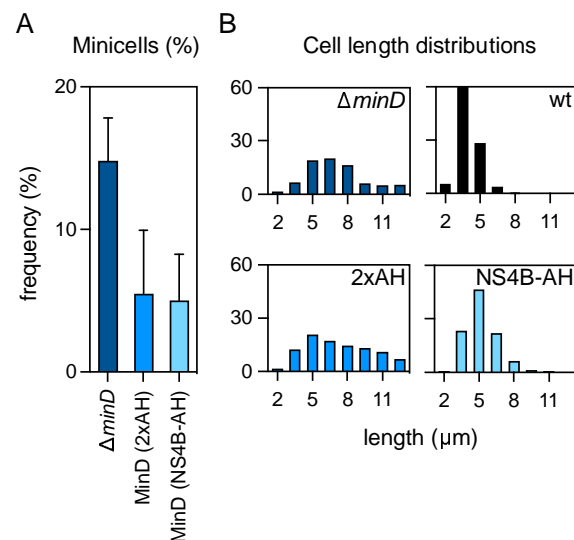 A
B
Minicells (%)
Cell length distributions
frequency (%)
20
10
0
ΔminD
MinD (2xAH)
MinD (NS4B-AH)
60
30
0
ΔminD
2 5 8 11
wt
2 5 8 11
60
30
0
2xAH
2 5 8 11
NS4B-AH
2 5 8 11
length (µm)